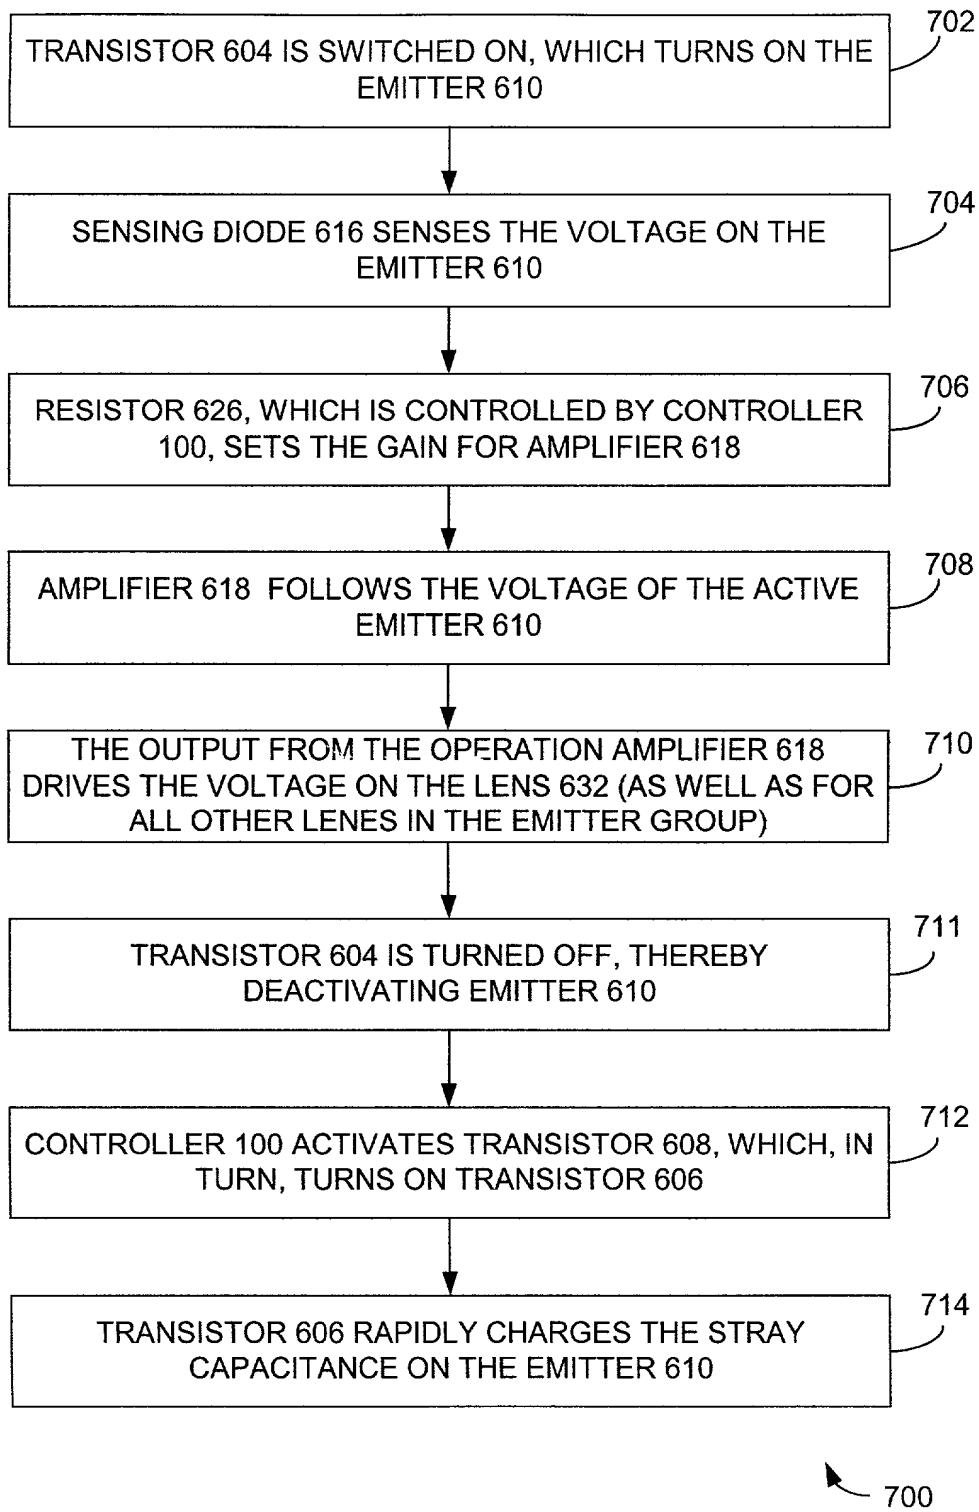 702
TRANSISTOR 604 IS SWITCHED ON, WHICH TURNS ON THE
EMITTER 610
704
SENSING DIODE 616 SENSES THE VOLTAGE ON THE
EMITTER 610
706
RESISTOR 626, WHICH IS CONTROLLED BY CONTROLLER
100, SETS THE GAIN FOR AMPLIFIER 618
708
AMPLIFIER 618 FOLLOWS THE VOLTAGE OF THE ACTIVE
EMITTER 610
710
THE OUTPUT FROM THE OPERATION AMPLIFIER 618
DRIVES THE VOLTAGE ON THE LENS 632 (AS WELL AS FOR
ALL OTHER LENES IN THE EMITTER GROUP)
711
TRANSISTOR 604 IS TURNED OFF, THEREBY
DEACTIVATING EMITTER 610
712
CONTROLLER 100 ACTIVATES TRANSISTOR 608, WHICH, IN
TURN, TURNS ON TRANSISTOR 606
714
TRANSISTOR 606 RAPIDLY CHARGES THE STRAY
CAPACITANCE ON THE EMITTER 610
700